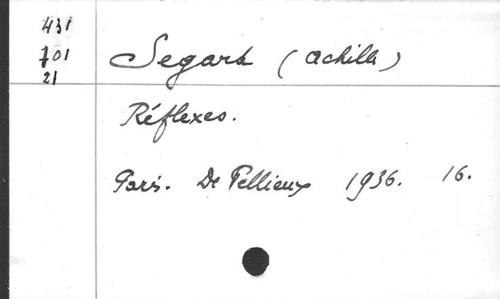 431
701
21
Segard (Achille)
Réflexes.
Paris. De Pellieux 1936. 16.